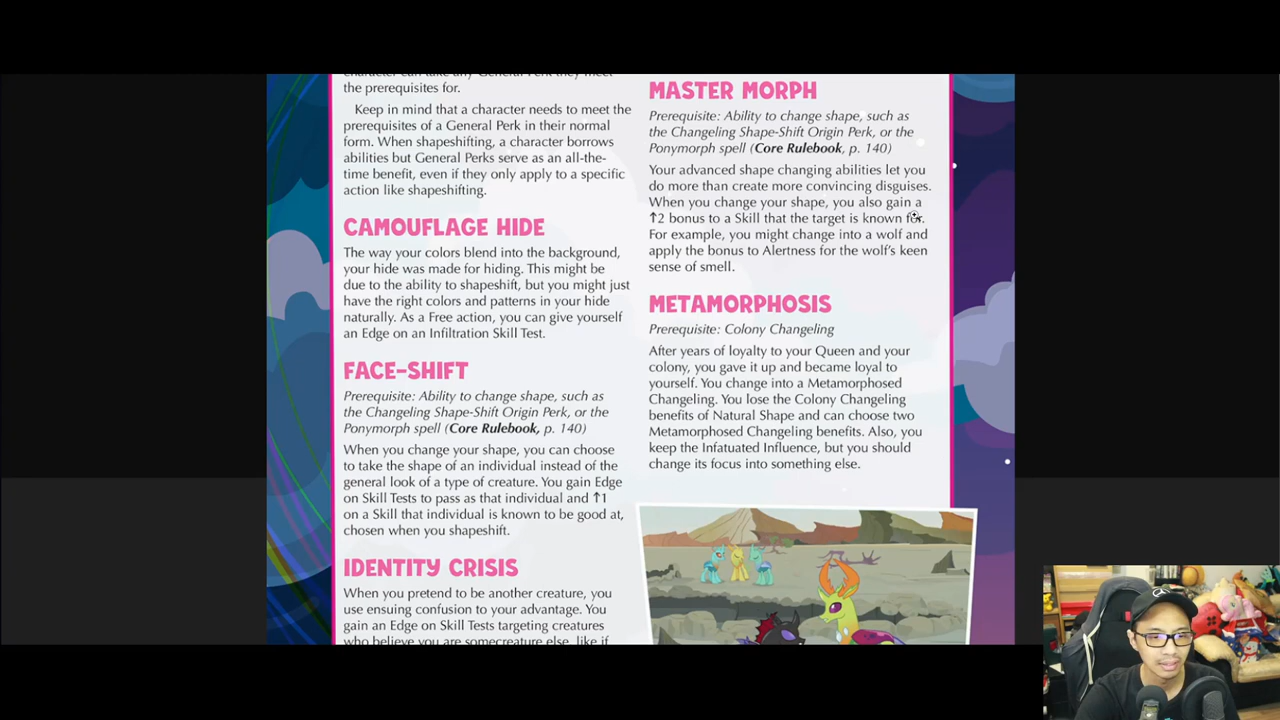 character can take any General Perk they meet
the prerequisites for.
Keep in mind that a character needs to meet the
prerequisites of a General Perk in their normal
form. When shapeshifting, a character borrows
abilities but General Perks serve as an all-the-
time benefit, even if they only apply to a specific
action like shapeshifting.
CAMOUFLAGE HIDE
The way your colors blend into the background,
your hide was made for hiding. This might be
due to the ability to shapeshift, but you might just
have the right colors and patterns in your hide
naturally. As a Free action, you can give yourself
an Edge on an Infiltration Skill Test.
FACE-SHIFT
Prerequisite: Ability to change shape, such as
the Changeling Shape-Shift Origin Perk, or the
Ponymorph spell (Core Rulebook, p. 140)
When you change your shape, you can choose
to take the shape of an individual instead of the
general look of a type of creature. You gain Edge
on Skill Tests to pass as that individual and ↑1
on a Skill that individual is known to be good at,
chosen when you shapeshift.
IDENTITY CRISIS
When you pretend to be another creature, you
use ensuing confusion to your advantage. You
gain an Edge on Skill Tests targeting creatures
who believe you are somecreature else, like if
MASTER MORPH
Prerequisite: Ability to change shape, such as
the Changeling Shape-Shift Origin Perk, or the
Ponymorph spell (Core Rulebook, p. 140)
Your advanced shape changing abilities let you
do more than create more convincing disguises.
When you change your shape, you also gain a
↑2 bonus to a Skill that the target is known for.
For example, you might change into a wolf and
apply the bonus to Alertness for the wolf's keen
sense of smell.
METAMORPHOSIS
Prerequisite: Colony Changeling
After years of loyalty to your Queen and your
colony, you gave it up and became loyal to
yourself. You change into a Metamorphosed
Changeling. You lose the Colony Changeling
benefits of Natural Shape and can choose two
Metamorphosed Changeling benefits. Also, you
keep the Infatuated Influence, but you should
change its focus into something else.